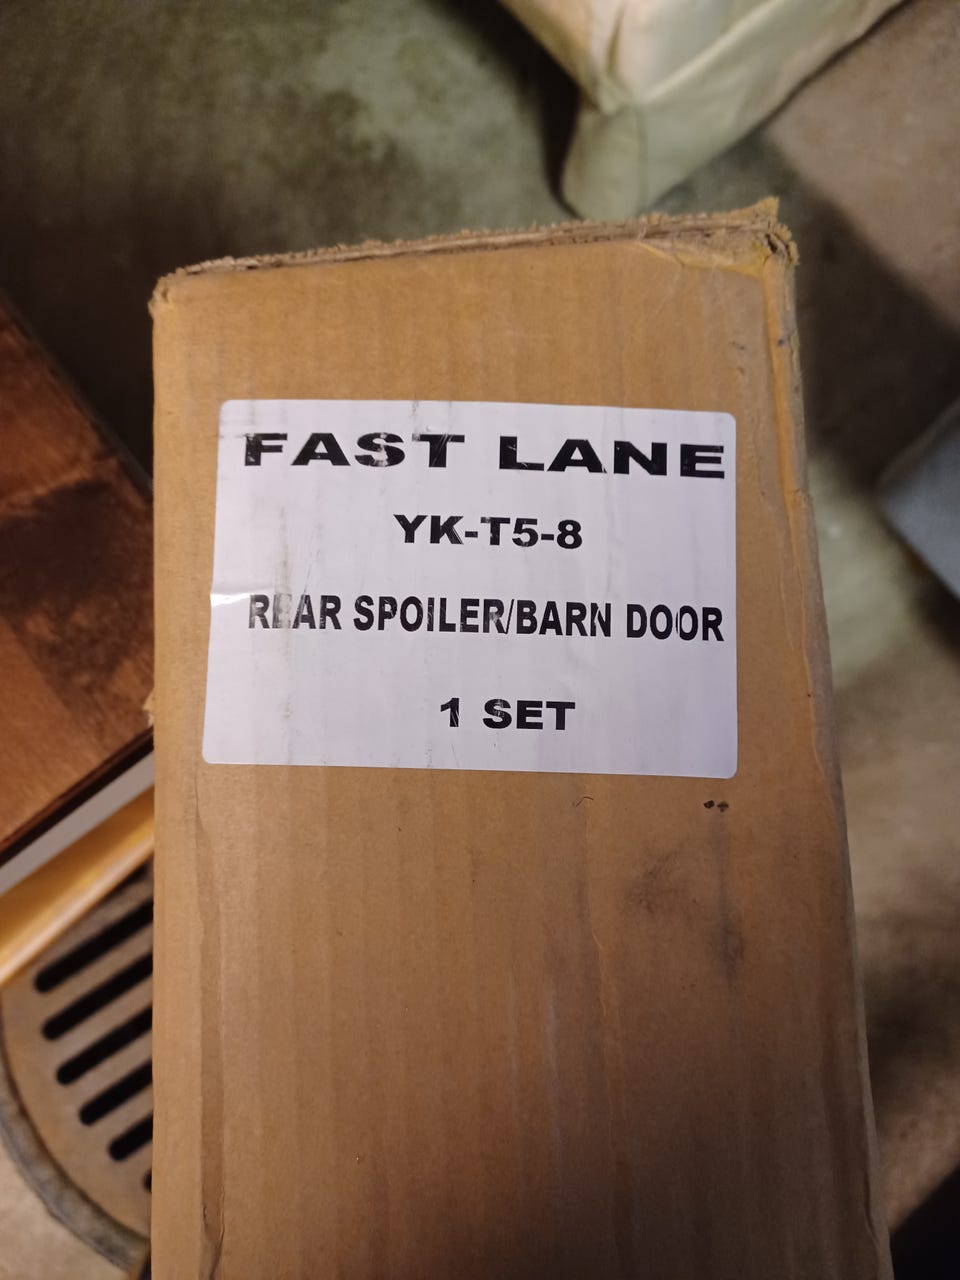 FAST LANE
YK-T5-8
REAR SPOILER/BARN DOOR
1 SET